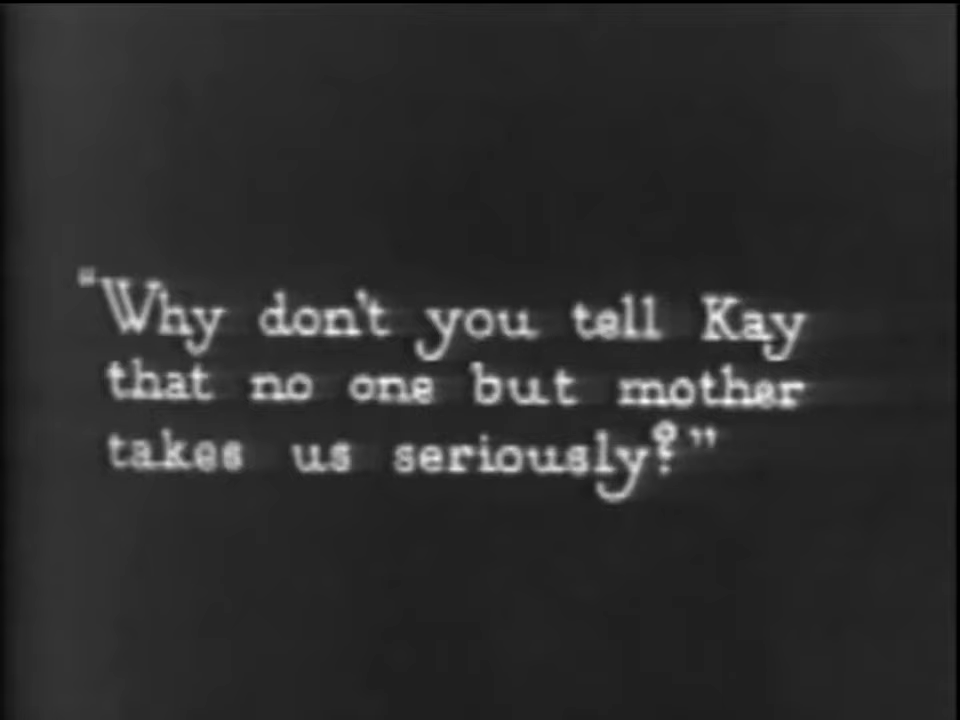 “Why don't you tell Kay
that no one but mother
takes us seriously?”